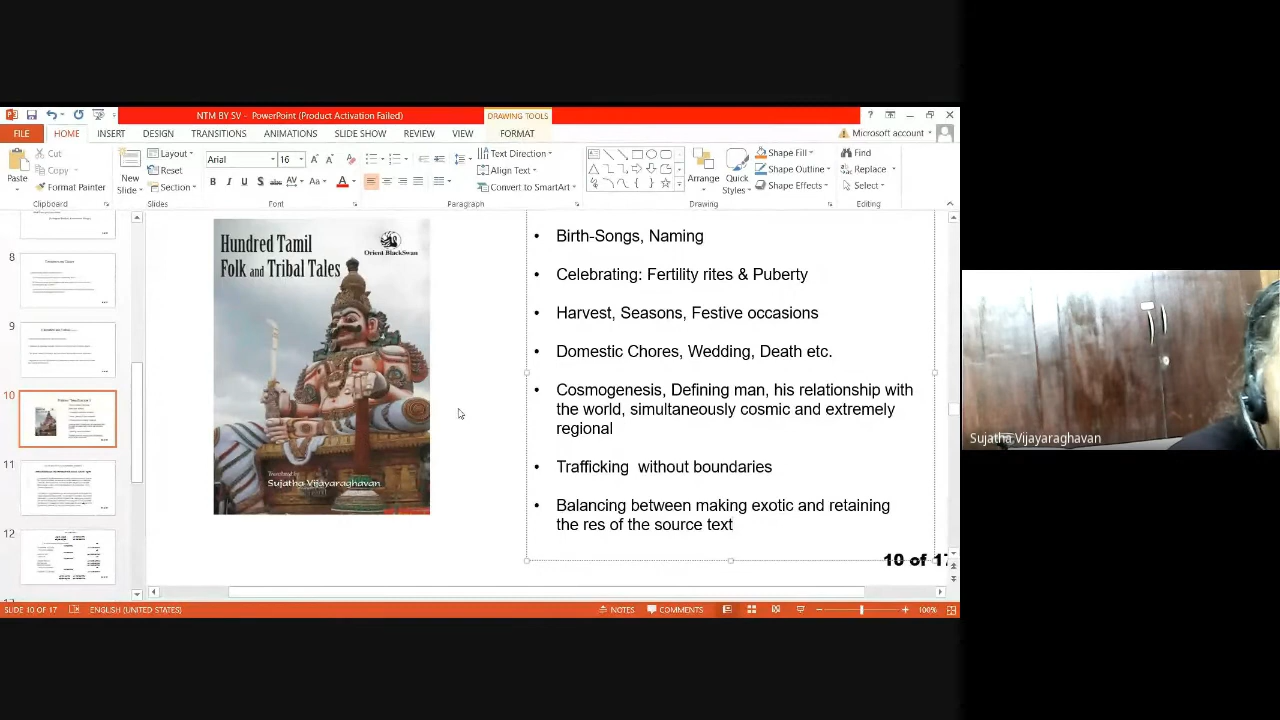 NTM BY SV - PowerPoint (Product Activation Failed)
DRAWING TOOLS
FILE HOME INSERT DESIGN TRANSITIONS ANIMATIONS SLIDE SHOW REVIEW VIEW FORMAT
Microsoft account
Paste
Cut
Copy
Format Painter
Clipboard
New
Slide
Layout
Reset
Section
Slides
Arial
16
Font
Text Direction
Align Text
Convert to SmartArt
Paragraph
Arrange
Quick
Styles
Shape Fill
Shape Outline
Shape Effects
Drawing
Find
Replace
Select
Editing
8
9
10
11
12
Hundred Tamil
Folk and Tribal Tales
Orient BlackSwan
Translated by
Sujatha Vijayaraghavan
• Birth-Songs, Naming
• Celebrating: Fertility rites & Puberty
• Harvest, Seasons, Festive occasions
• Domestic Chores, Wedding, Death etc.
• Cosmogenesis, Defining man, his relationship with
the world, simultaneously cosmic and extremely
regional
• Trafficking without boundaries
• Balancing between making exotic and retaining
the res of the source text
10 of 17
Sujatha Vijayaraghavan
SLIDE 10 OF 17
ENGLISH (UNITED STATES)
NOTES
COMMENTS
100%